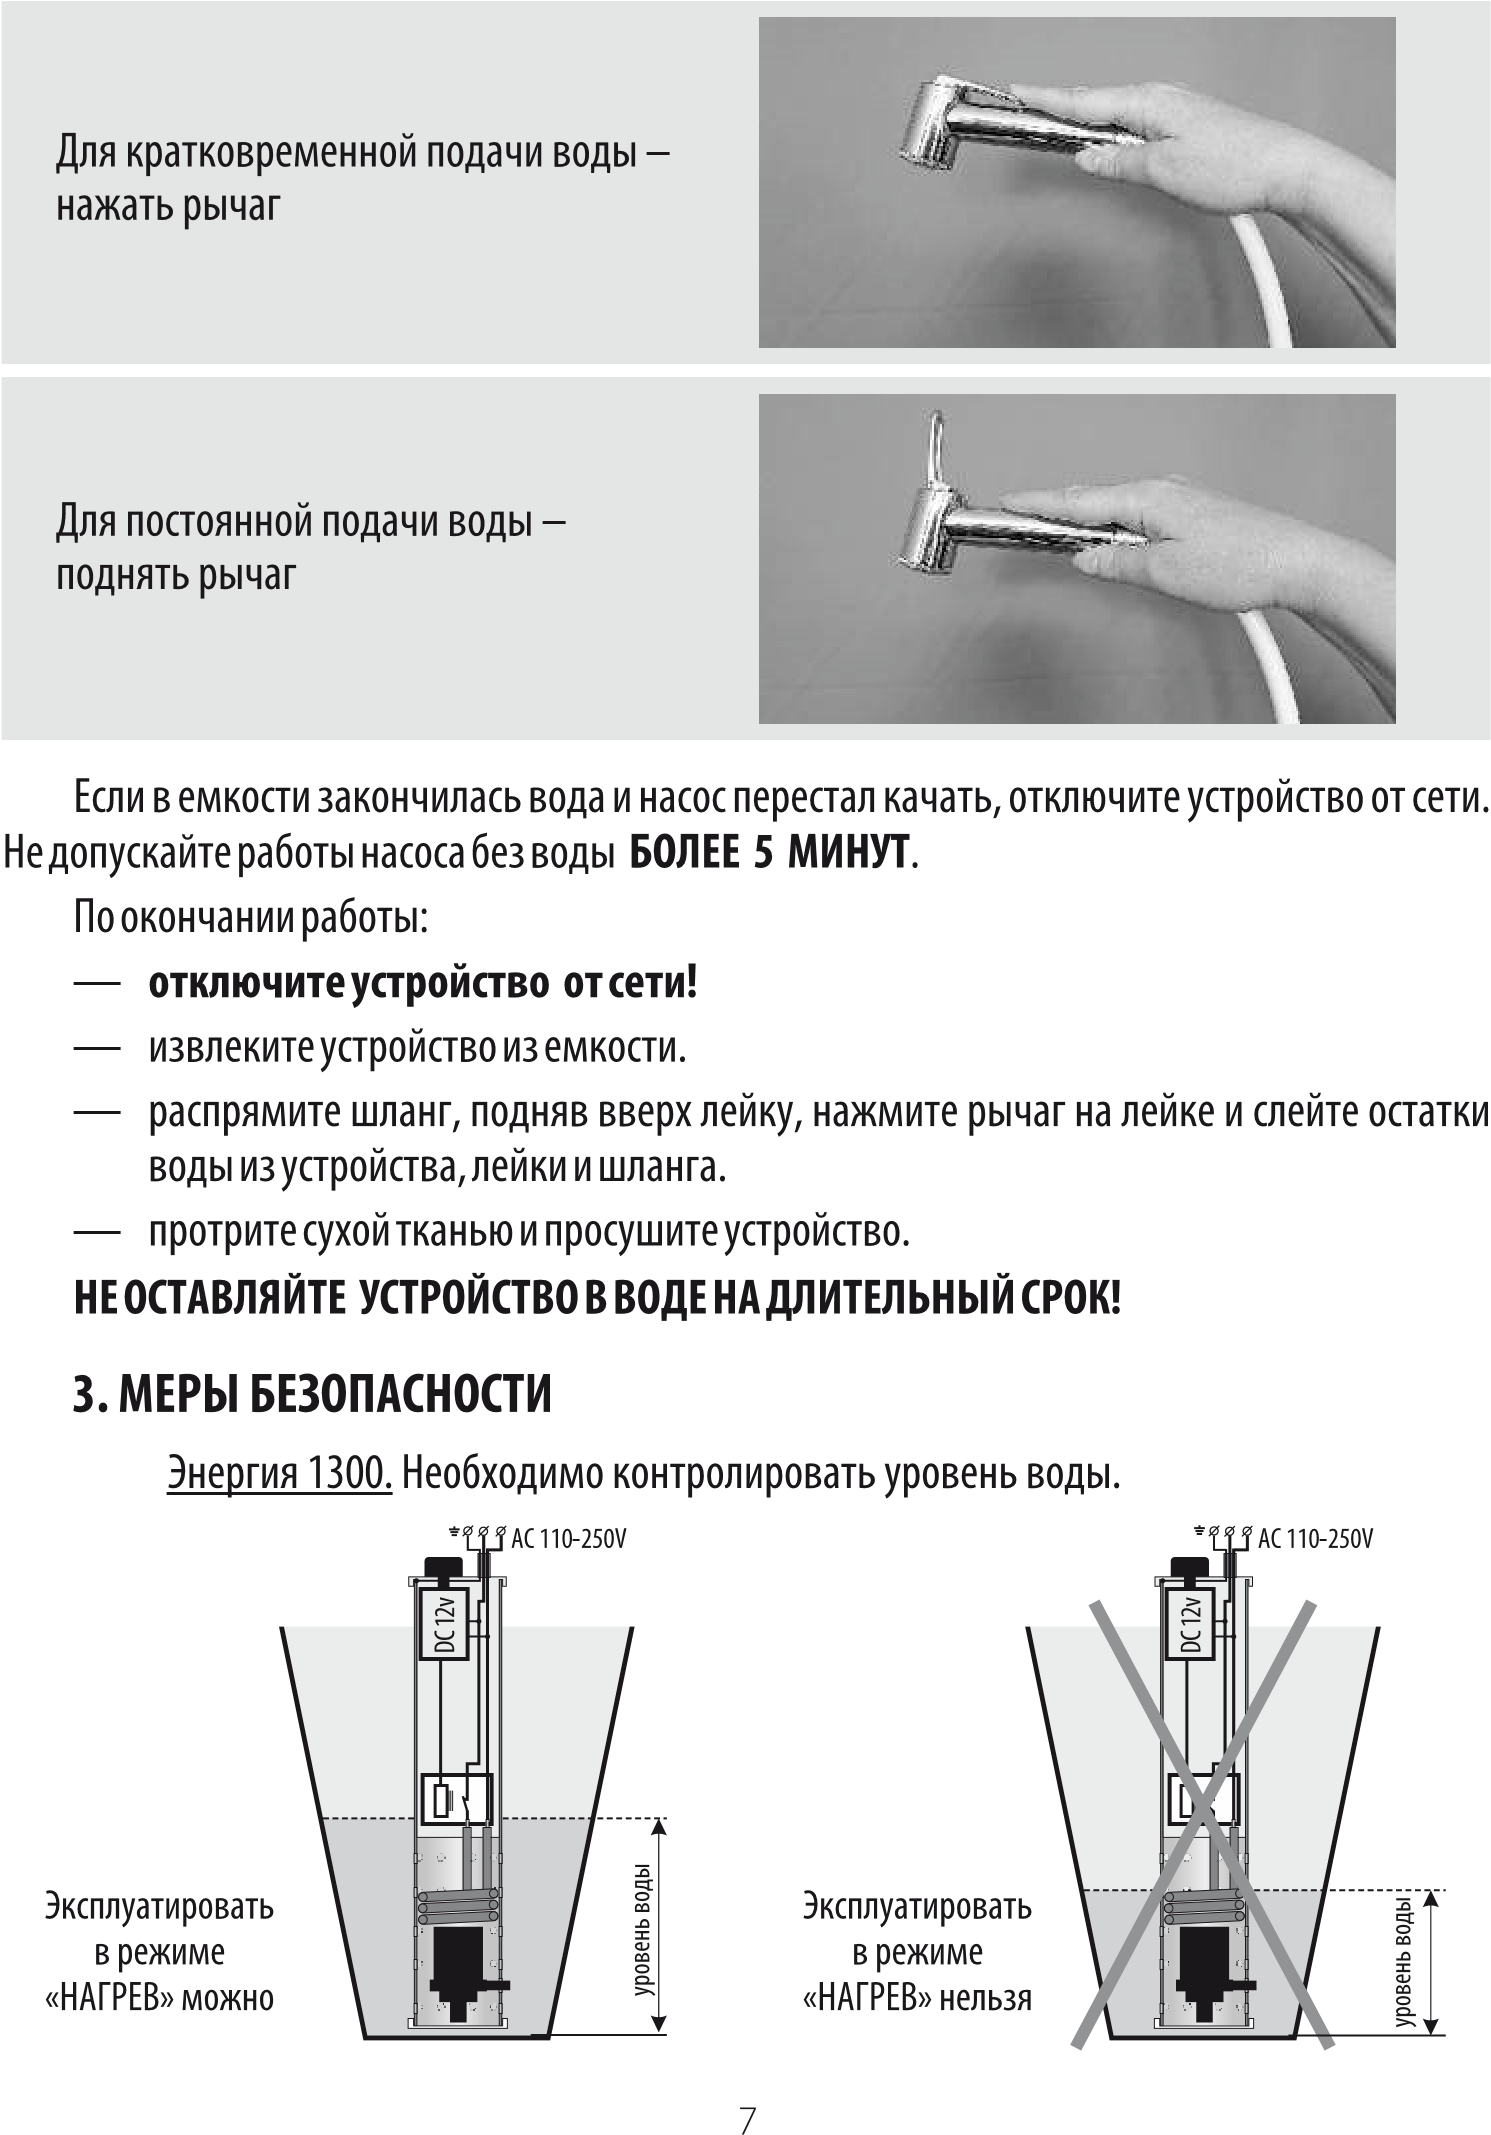 Для кратковременной подачи воды –
нажать рычаг
Для постоянной подачи воды –
поднять рычаг
Если в емкости закончилась вода и насос перестал качать, отключите устройство от сети.
Не допускайте работы насоса без воды БОЛЕЕ 5 МИНУТ.
По окончании работы:
— отключите устройство от сети!
— извлеките устройство из емкости.
— распрямите шланг, подняв вверх лейку, нажмите рычаг на лейке и слейте остатки
воды из устройства, лейки и шланга.
— протрите сухой тканью и просушите устройство.
НЕ ОСТАВЛЯЙТЕ УСТРОЙСТВО В ВОДЕ НА ДЛИТЕЛЬНЫЙ СРОК!
3. МЕРЫ БЕЗОПАСНОСТИ
Энергия 1300. Необходимо контролировать уровень воды.
AC 110-250V
DC 12v
уровень воды
Эксплуатировать
в режиме
«НАГРЕВ» можно
AC 110-250V
DC 12v
уровень воды
Эксплуатировать
в режиме
«НАГРЕВ» нельзя
7